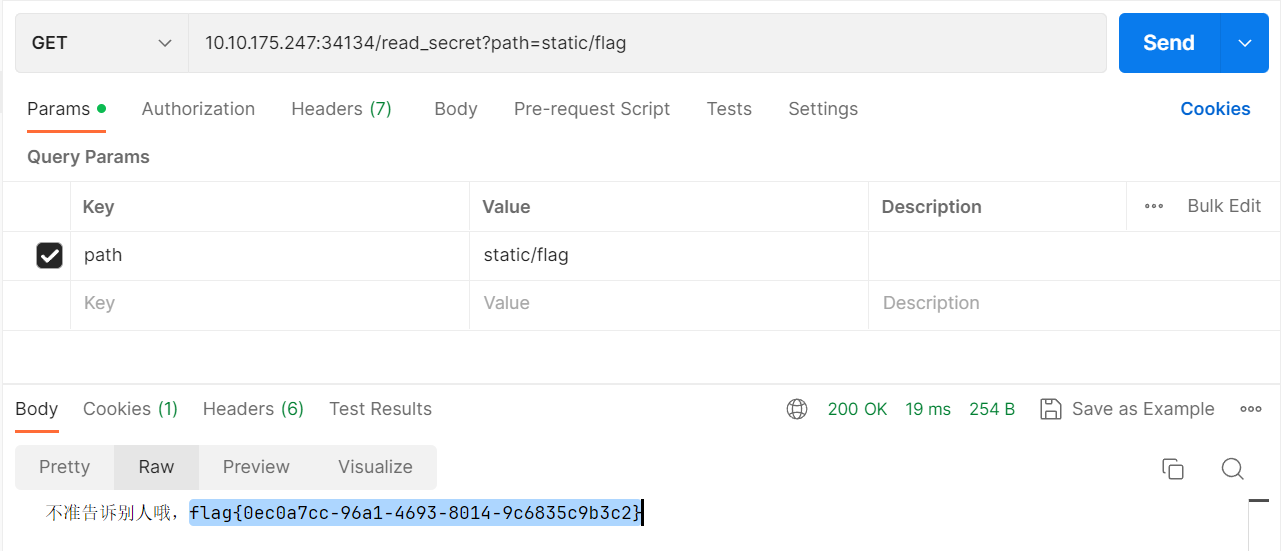 GET 10.10.175.247:34134/read_secret?path=static/flag Send
Params Authorization Headers (7) Body Pre-request Script Tests Settings Cookies
Query Params
Key Value Description Bulk Edit
path static/flag
Key Value Description
Body Cookies (1) Headers (6) Test Results 200 OK 19 ms 254 B Save as Example
Pretty Raw Preview Visualize
不准告诉别人哦，flag{0ec0a7cc-96a1-4693-8014-9c6835c9b3c2}